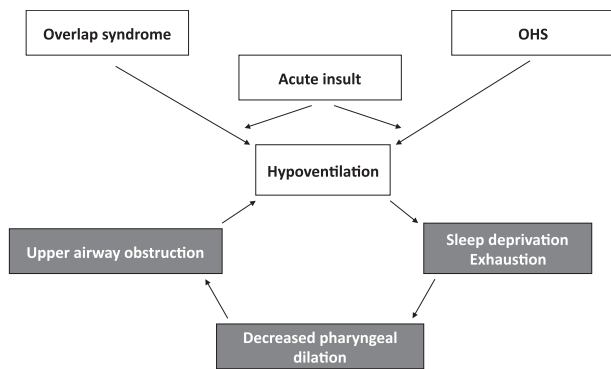 Overlap syndrome
OHS
Acute insult
Hypoventilation
Upper airway obstruction
Sleep deprivation
Exhaustion
Decreased pharyngeal
dilation